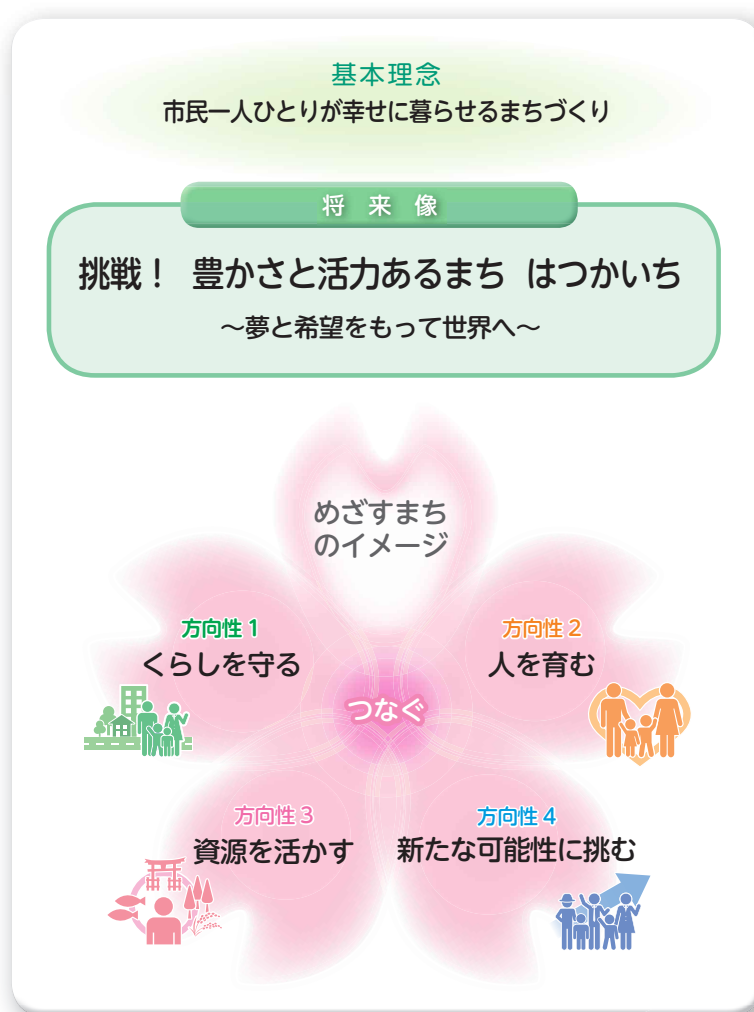 基本理念
市民一人ひとりが幸せに暮らせるまちづくり
将来像
挑戦！ 豊かさと活力あるまち はつかいち
～夢と希望をもって世界へ～
めざすまち
のイメージ
方向性 1
くらしを守る
方向性 2
人を育む
つなぐ
方向性 3
資源を活かす
方向性 4
新たな可能性に挑む